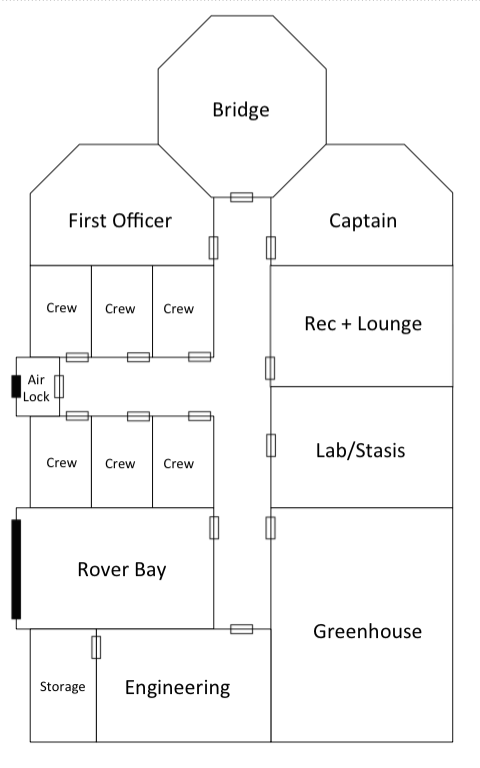 Bridge
First Officer
Captain
Crew
Crew
Crew
Rec + Lounge
Air
Lock
Crew
Crew
Crew
Lab/Stasis
Rover Bay
Greenhouse
Storage
Engineering